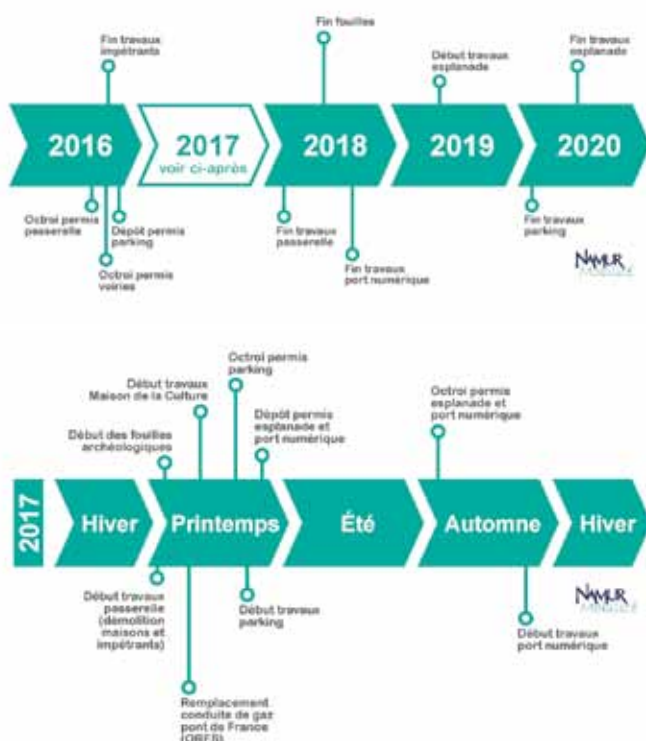 Fin travaux
impétrants
Fin fouilles
Début travaux
esplanade
Fin travaux
esplanade
2016
2017
voir ci-après
2018
2019
2020
Octroi permis
passerelle
Dépôt permis
parking
Octroi permis
voiries
Fin travaux
passerelle
Fin travaux
port numérique
Fin travaux
parking
NAMUR
Octroi permis
parking
Début travaux
Maison de la Culture
Début des fouilles
archéologiques
Dépôt permis
esplanade et
port numérique
Octroi permis
esplanade et
port numérique
2017
Hiver
Printemps
Été
Automne
Hiver
Début travaux
passerelle
(démolition
maisons et
impétrants)
Début travaux
parking
Remplacement
conduite de gaz
pont de France
NAMUR
Début travaux
port numérique